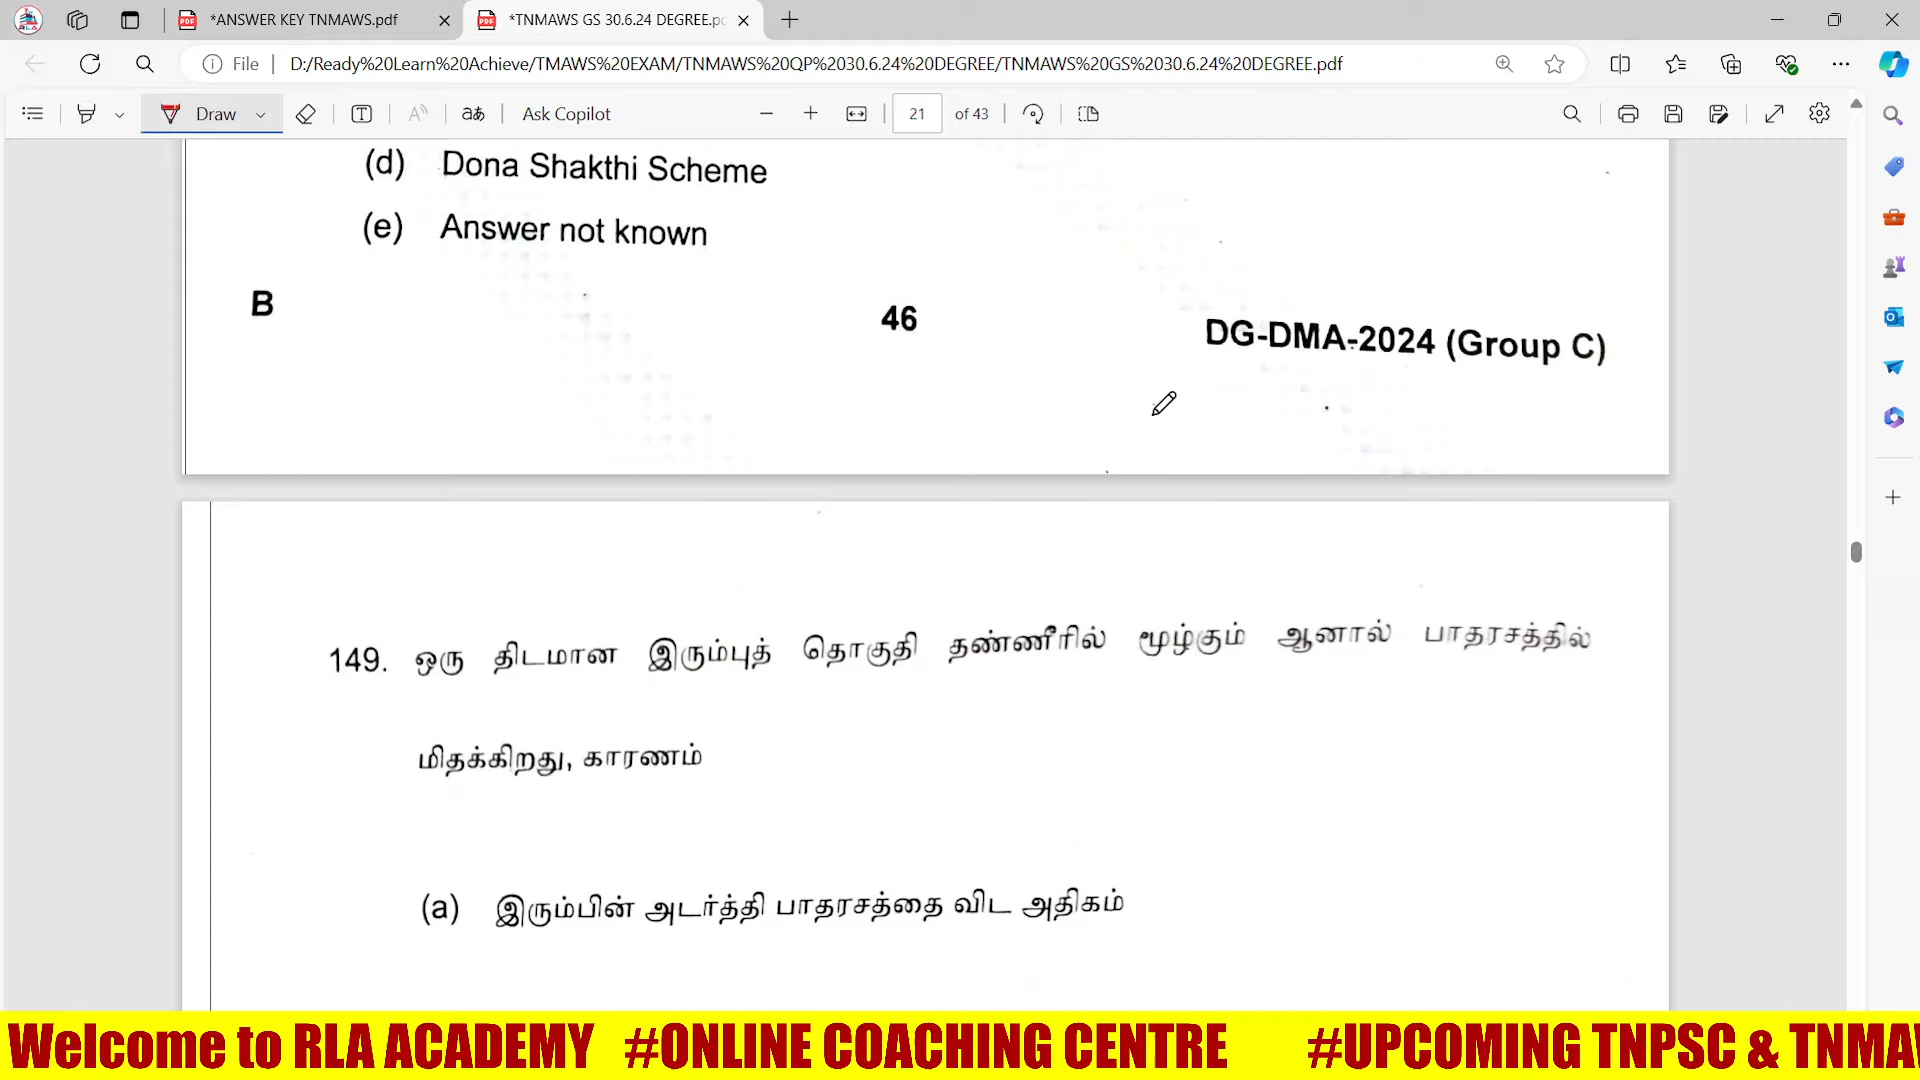 *ANSWER KEY TNMAWS.pdf
*TNMAWS GS 30.6.24 DEGREE.p
File
D:/Ready%20Learn%20Achieve/TMAWS%20EXAM/TNMAWS%20QP%2030.6.24%20DEGREE/TNMAWS%20GS%2030.6.24%20DEGREE.pdf
Draw
Ask Copilot
21 of 43
(d) Dona Shakthi Scheme
(e) Answer not known
B
46
DG-DMA-2024 (Group C)
149. ஒரு திடமான இரும்புத் தொகுதி தண்ணீரில் மூழ்கும் ஆனால் பாதரசத்தில்
மிதக்கிறது, காரணம்
(a) இரும்பின் அடர்த்தி பாதரசத்தை விட அதிகம்
Welcome to RLA ACADEMY #ONLINE COACHING CENTRE #UPCOMING TNPSC & TNMAW